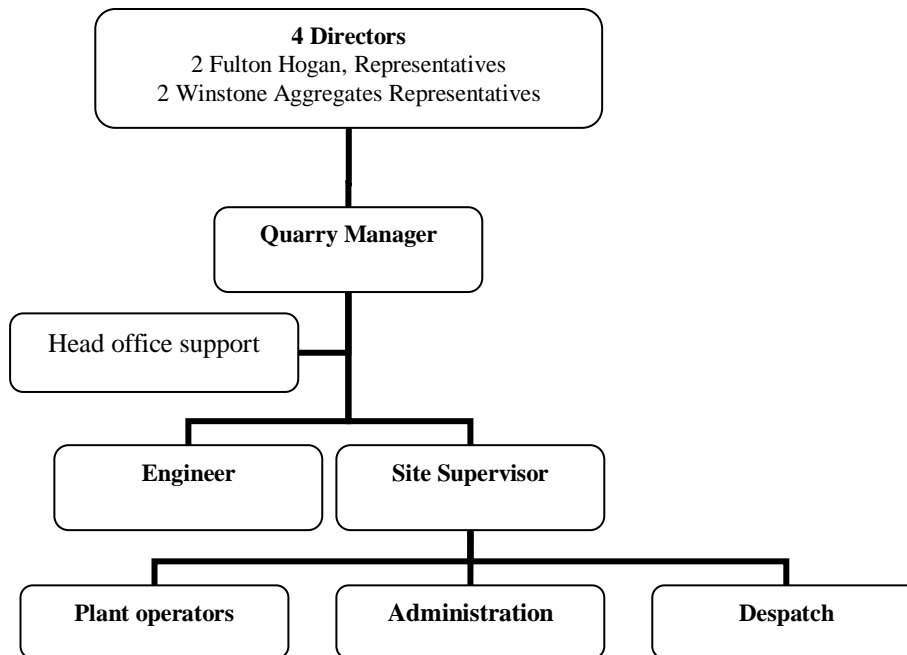 4 Directors
2 Fulton Hogan, Representatives
2 Winstone Aggregates Representatives
Quarry Manager
Head office support
Engineer
Site Supervisor
Plant operators
Administration
Despatch